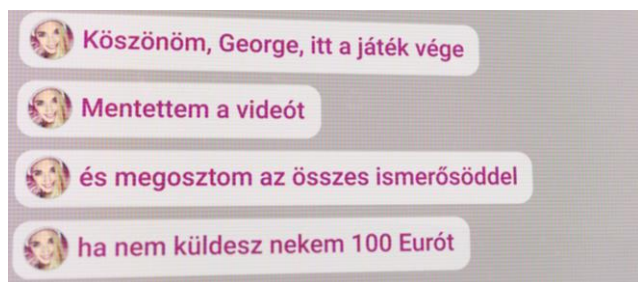 Köszönöm, George, itt a játék vége
Mentettem a videót
és megosztom az összes ismerősöddel
ha nem küldesz nekem 100 Eurót